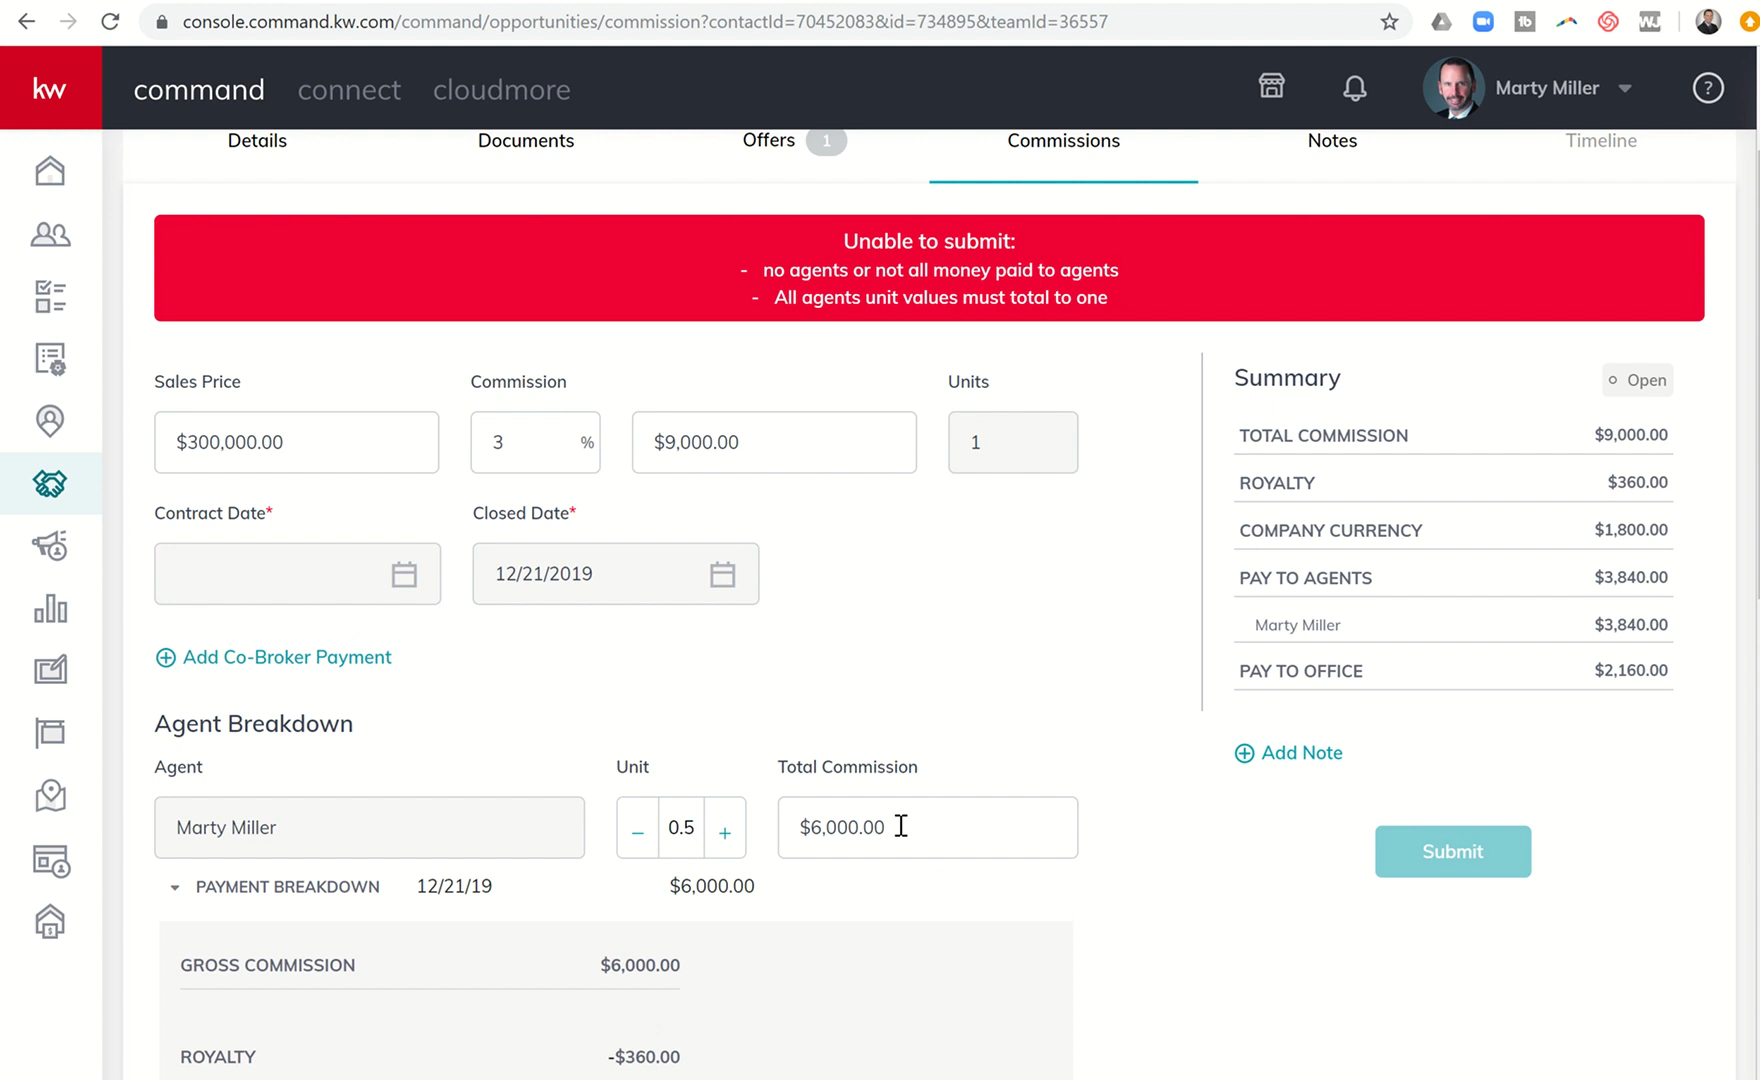 console.command.kw.com/command/opportunities/commission?contactId=70452083&id=734895&teamId=36557
kw
command connect cloudmore
Marty Miller
?
Details Documents Offers 1 Commissions Notes Timeline
Unable to submit:
- no agents or not all money paid to agents
- All agents unit values must total to one
Sales Price Commission Units
$300,000.00 3 % $9,000.00 1
Contract Date* Closed Date*
12/21/2019
Add Co-Broker Payment
Agent Breakdown
Agent Unit Total Commission
Marty Miller - 0.5 + $6,000.00
PAYMENT BREAKDOWN 12/21/19 $6,000.00
GROSS COMMISSION $6,000.00
ROYALTY -$360.00
Summary Open
TOTAL COMMISSION $9,000.00
ROYALTY $360.00
COMPANY CURRENCY $1,800.00
PAY TO AGENTS $3,840.00
Marty Miller $3,840.00
PAY TO OFFICE $2,160.00
Add Note
Submit